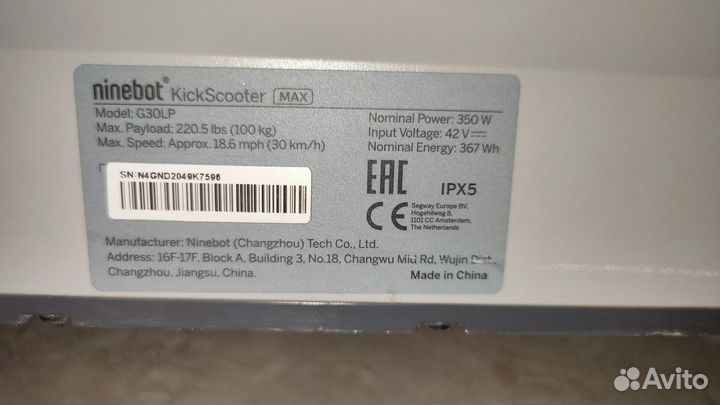 ninebot® KickScooter MAX
Model: G30LP
Max. Payload: 220.5 lbs (100 kg)
Max. Speed: Approx. 18.6 mph (30 km/h)
Nominal Power: 350 W
Input Voltage: 42 V
Nominal Energy: 367 Wh
SN:N4GND2049K7596
EAC IPX5
CE
Segway Europe BV,
Hogehilweg 8,
1101 CC Amsterdam,
The Netherlands
Manufacturer: Ninebot (Changzhou) Tech Co., Ltd.
Address: 16F-17F, Block A, Building 3, No.18, Changwu Mid Rd, Wujin Dist.,
Changzhou, Jiangsu, China.
Made in China
Avito